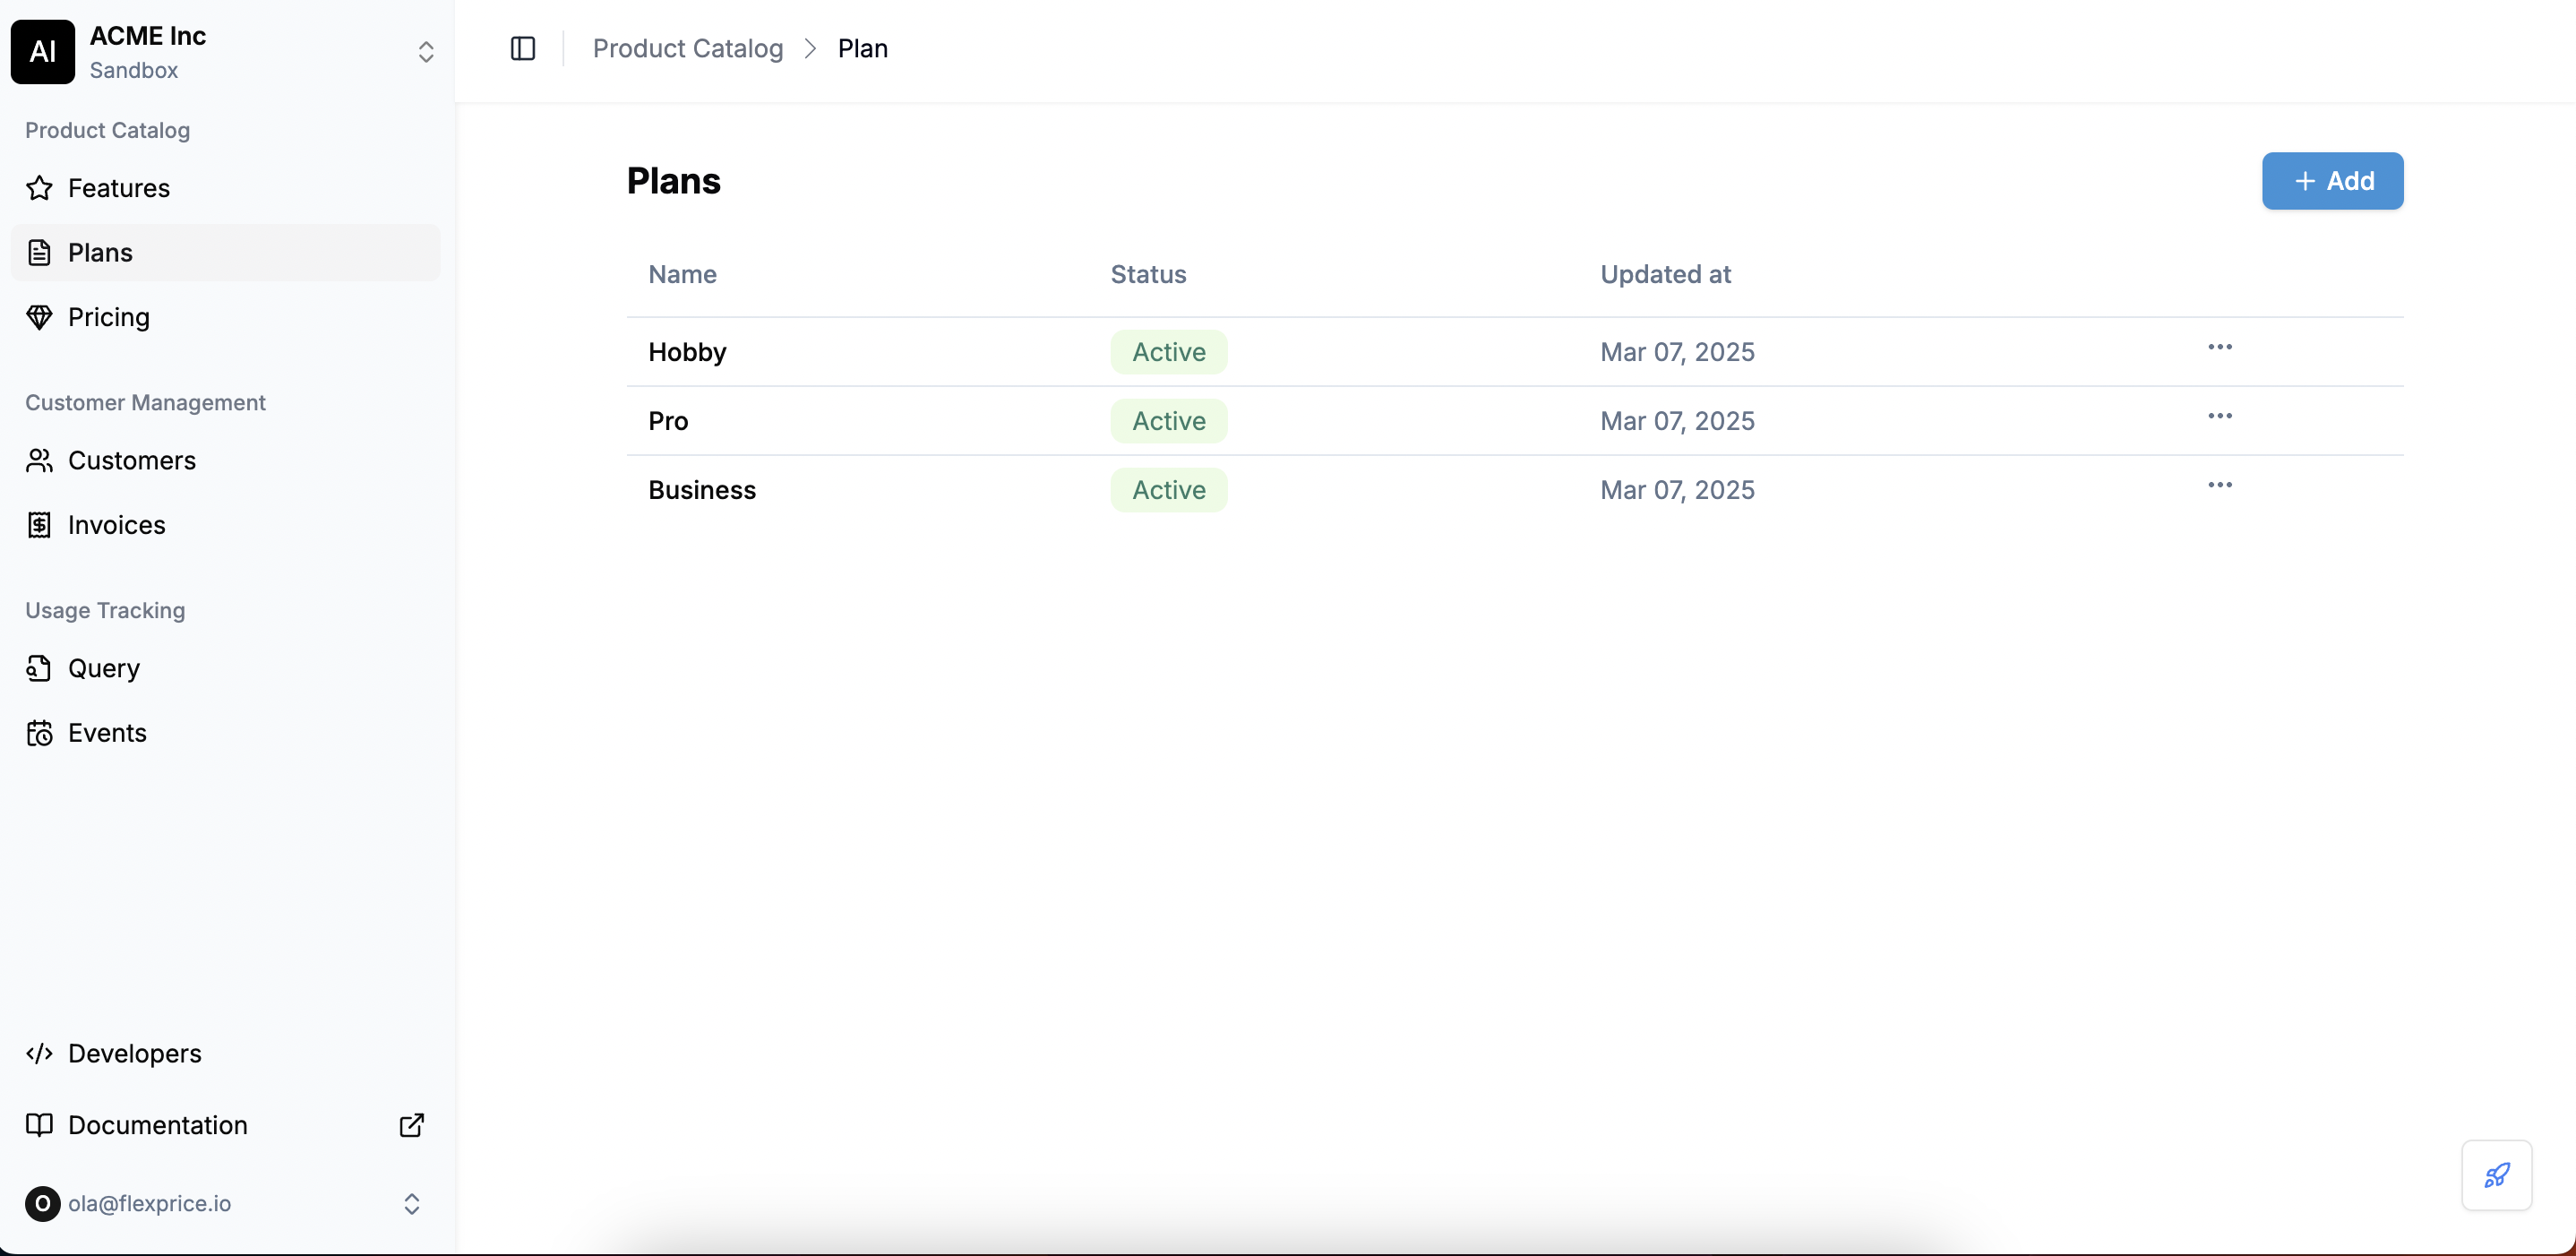 AI
ACME Inc
Sandbox
Product Catalog
Features
Plans
Pricing
Customer Management
Customers
Invoices
Usage Tracking
Query
Events
Developers
Documentation
O
ola@flexprice.io
Product Catalog > Plan
Plans
+ Add
Name Status Updated at
Hobby Active Mar 07, 2025
Pro Active Mar 07, 2025
Business Active Mar 07, 2025